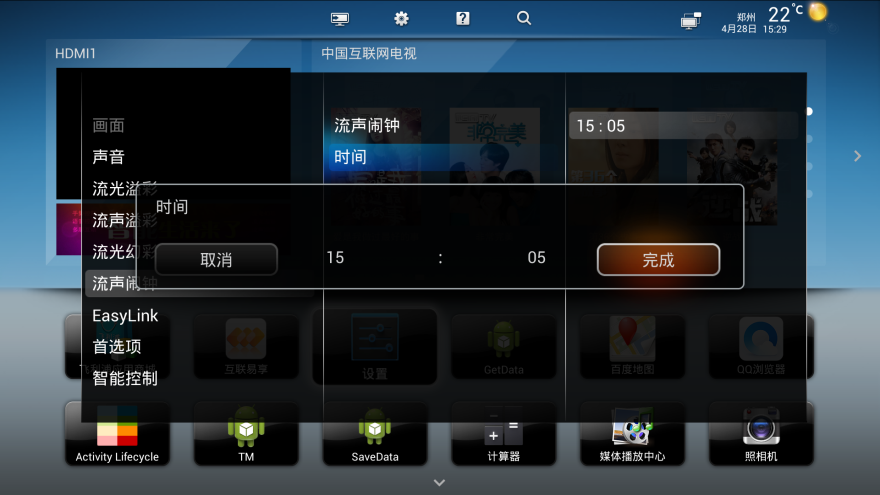 郑州 22℃
4月28日 15:29
HDMI1
中国互联网电视
画面
声音
流光溢彩
流声溢彩
流光幻彩
流声闹钟
EasyLink
首选项
智能控制
流声闹钟
时间
15 : 05
时间
取消
15 : 05
完成
互联易享
设置
GetData
百度地图
QQ浏览器
Activity Lifecycle
TM
SaveData
计算器
媒体播放中心
照相机